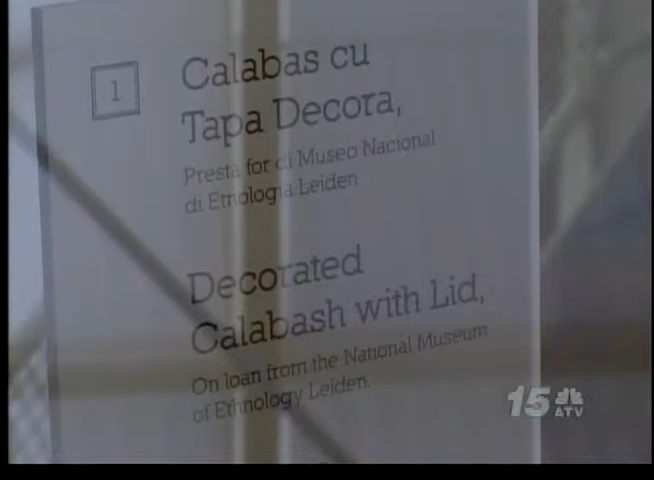 1
Calabas cu
Tapa Decora,
Presta for di Museo Nacional
di Etnologia Leiden
Decorated
Calabash with Lid,
On loan from the National Museum
of Ethnology Leiden.
15
ATV